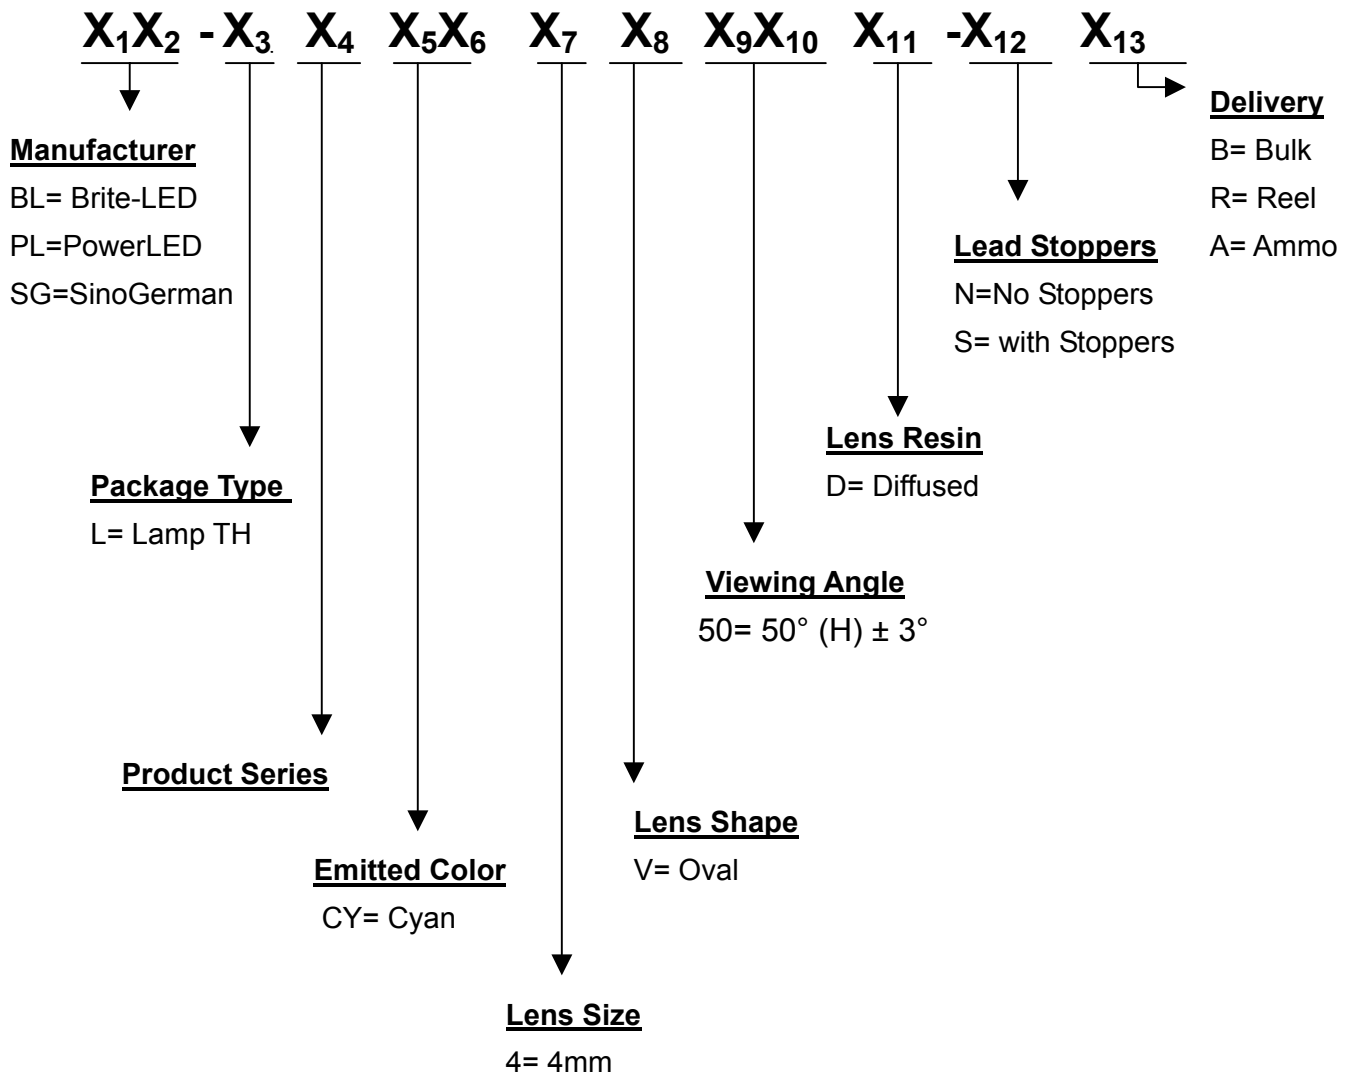 X₁X₂ - X₃ X₄ X₅X₆ X₇ X₈ X₉X₁₀ X₁₁ -X₁₂ X₁₃
Delivery
B= Bulk
R= Reel
A= Ammo
Manufacturer
BL= Brite-LED
PL=PowerLED
SG=SinoGerman
Lead Stoppers
N=No Stoppers
S= with Stoppers
Lens Resin
D= Diffused
Package Type
L= Lamp TH
Viewing Angle
50= 50° (H) ± 3°
Product Series
Lens Shape
V= Oval
Emitted Color
CY= Cyan
Lens Size
4= 4mm